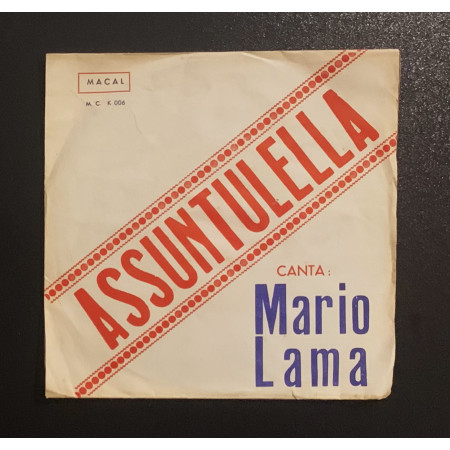 MACAL
M. C. K 006
ASSUNTULELLA
CANTA:
Mario
Lama